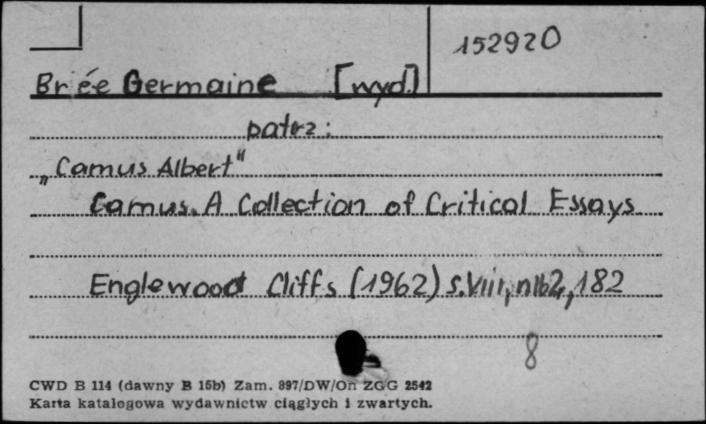 152920
Brée Germaine [wyd.]
patrz:
„Camus Albert"
Camus. A Collection of Critical Essays
Englewood Cliffs (1962) s. VIII, nlb2, 182
8
CWD B 114 (dawny B 15b) Zam. 897/DW/On ZGG 2542
Karta katalogowa wydawnictw ciągłych i zwartych.